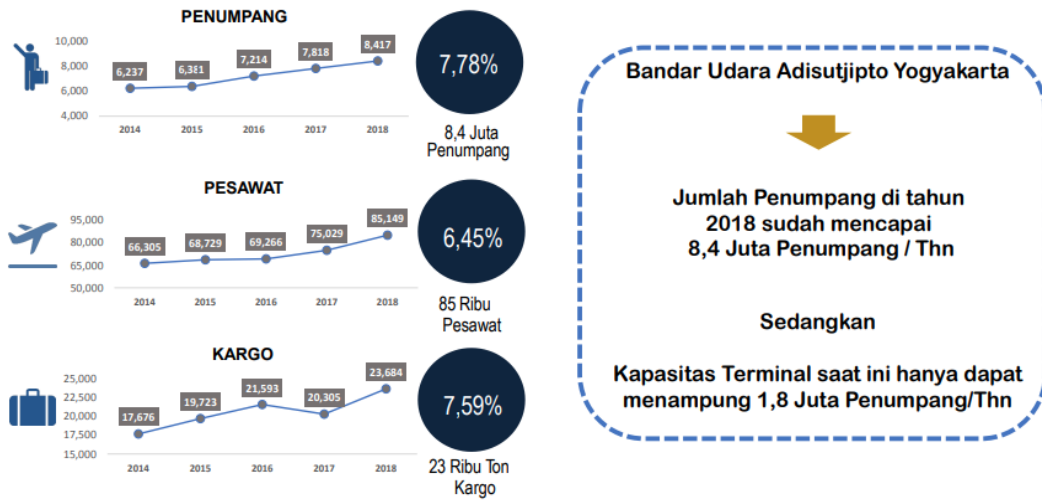 PENUMPANG
10,000
8,000
6,000
4,000
6,237
6,381
7,214
7,818
8,417
2014 2015 2016 2017 2018
7,78%
8,4 Juta
Penumpang
PESAWAT
95,000
80,000
65,000
50,000
66,305
68,729
69,266
75,029
85,149
2014 2015 2016 2017 2018
6,45%
85 Ribu
Pesawat
KARGO
25,000
22,500
20,000
17,500
15,000
17,676
19,723
21,593
20,305
23,684
2014 2015 2016 2017 2018
7,59%
23 Ribu Ton
Kargo
Bandar Udara Adisutjipto Yogyakarta
Jumlah Penumpang di tahun
2018 sudah mencapai
8,4 Juta Penumpang / Thn
Sedangkan
Kapasitas Terminal saat ini hanya dapat
menampung 1,8 Juta Penumpang/Thn